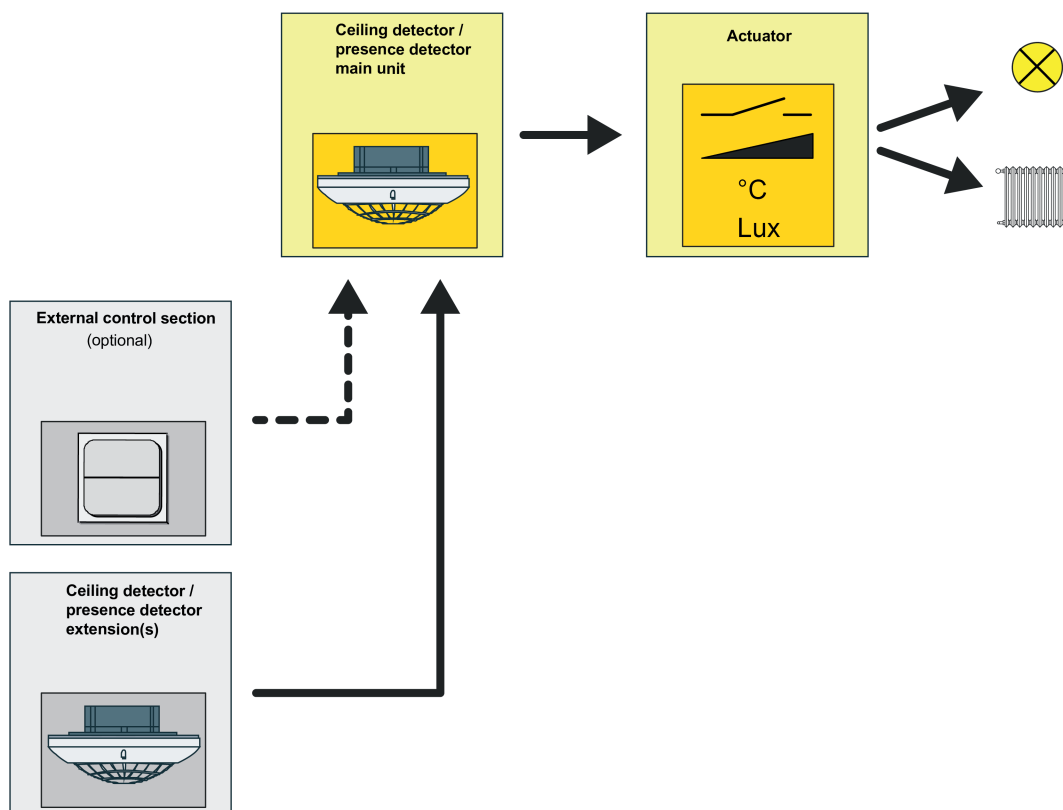 Ceiling detector /
presence detector
main unit
Actuator
°C
Lux
External control section
(optional)
Ceiling detector /
presence detector
extension(s)